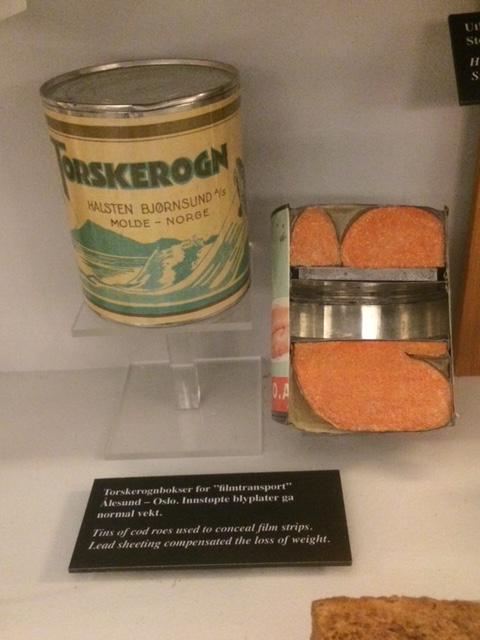 TORSKEROGN
HALSTEN BJØRNSUND A/S
MOLDE - NORGE
O.A
Torskerognbokser for "filmtransport"
Ålesund – Oslo. Innstøpte blyplater ga
normal vekt.
Tins of cod roes used to conceal film strips.
Lead sheeting compensated the loss of weight.